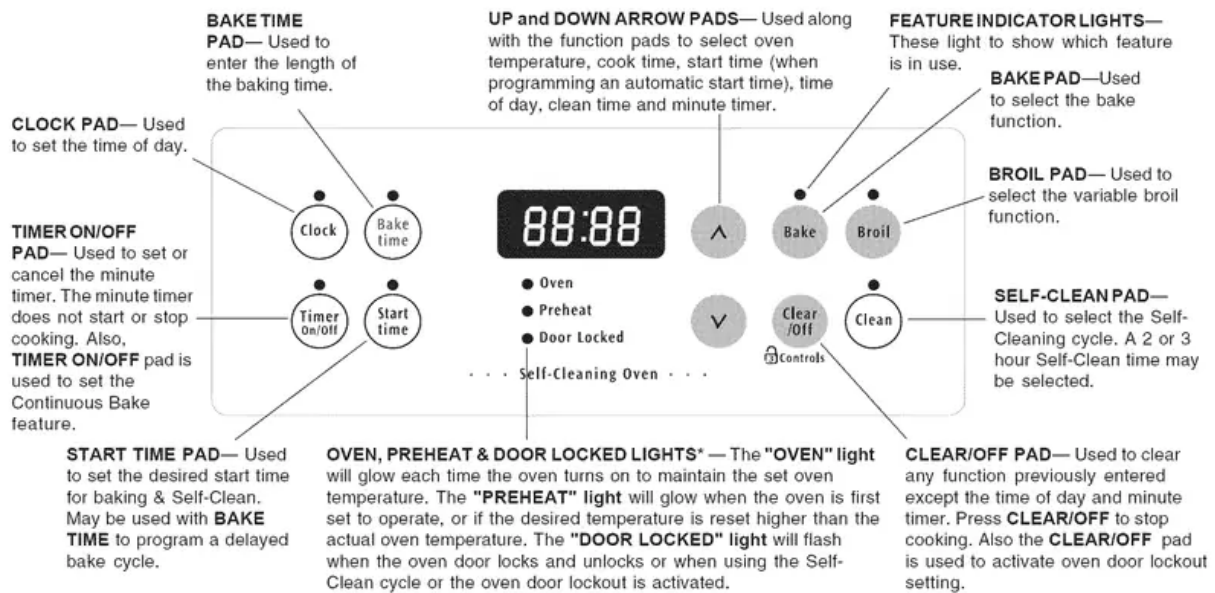 BAKE TIME
PAD— Used to
enter the length of
the baking time.
UP and DOWN ARROW PADS— Used along
with the function pads to select oven
temperature, cook time, start time (when
programming an automatic start time), time
of day, clean time and minute timer.
FEATURE INDICATOR LIGHTS—
These light to show which feature
is in use.
BAKE PAD—Used
to select the bake
function.
CLOCK PAD— Used
to set the time of day.
BROIL PAD— Used to
select the variable broil
function.
TIMER ON/OFF
PAD— Used to set or
cancel the minute
timer. The minute timer
does not start or stop
cooking. Also,
TIMER ON/OFF pad is
used to set the
Continuous Bake
feature.
Clock
Bake
time
88:88
Bake
Broil
Timer
On/Off
Start
time
Oven
Preheat
Door Locked
Clear
/Off
Clean
Controls
· · · Self-Cleaning Oven · · ·
SELF-CLEAN PAD—
Used to select the Self-
Cleaning cycle. A 2 or 3
hour Self-Clean time may
be selected.
START TIME PAD— Used
to set the desired start time
for baking & Self-Clean.
May be used with BAKE
TIME to program a delayed
bake cycle.
OVEN, PREHEAT & DOOR LOCKED LIGHTS* — The "OVEN" light
will glow each time the oven turns on to maintain the set oven
temperature. The "PREHEAT" light will glow when the oven is first
set to operate, or if the desired temperature is reset higher than the
actual oven temperature. The "DOOR LOCKED" light will flash
when the oven door locks and unlocks or when using the Self-
Clean cycle or the oven door lockout is activated.
CLEAR/OFF PAD— Used to clear
any function previously entered
except the time of day and minute
timer. Press CLEAR/OFF to stop
cooking. Also the CLEAR/OFF pad
is used to activate oven door lockout
setting.